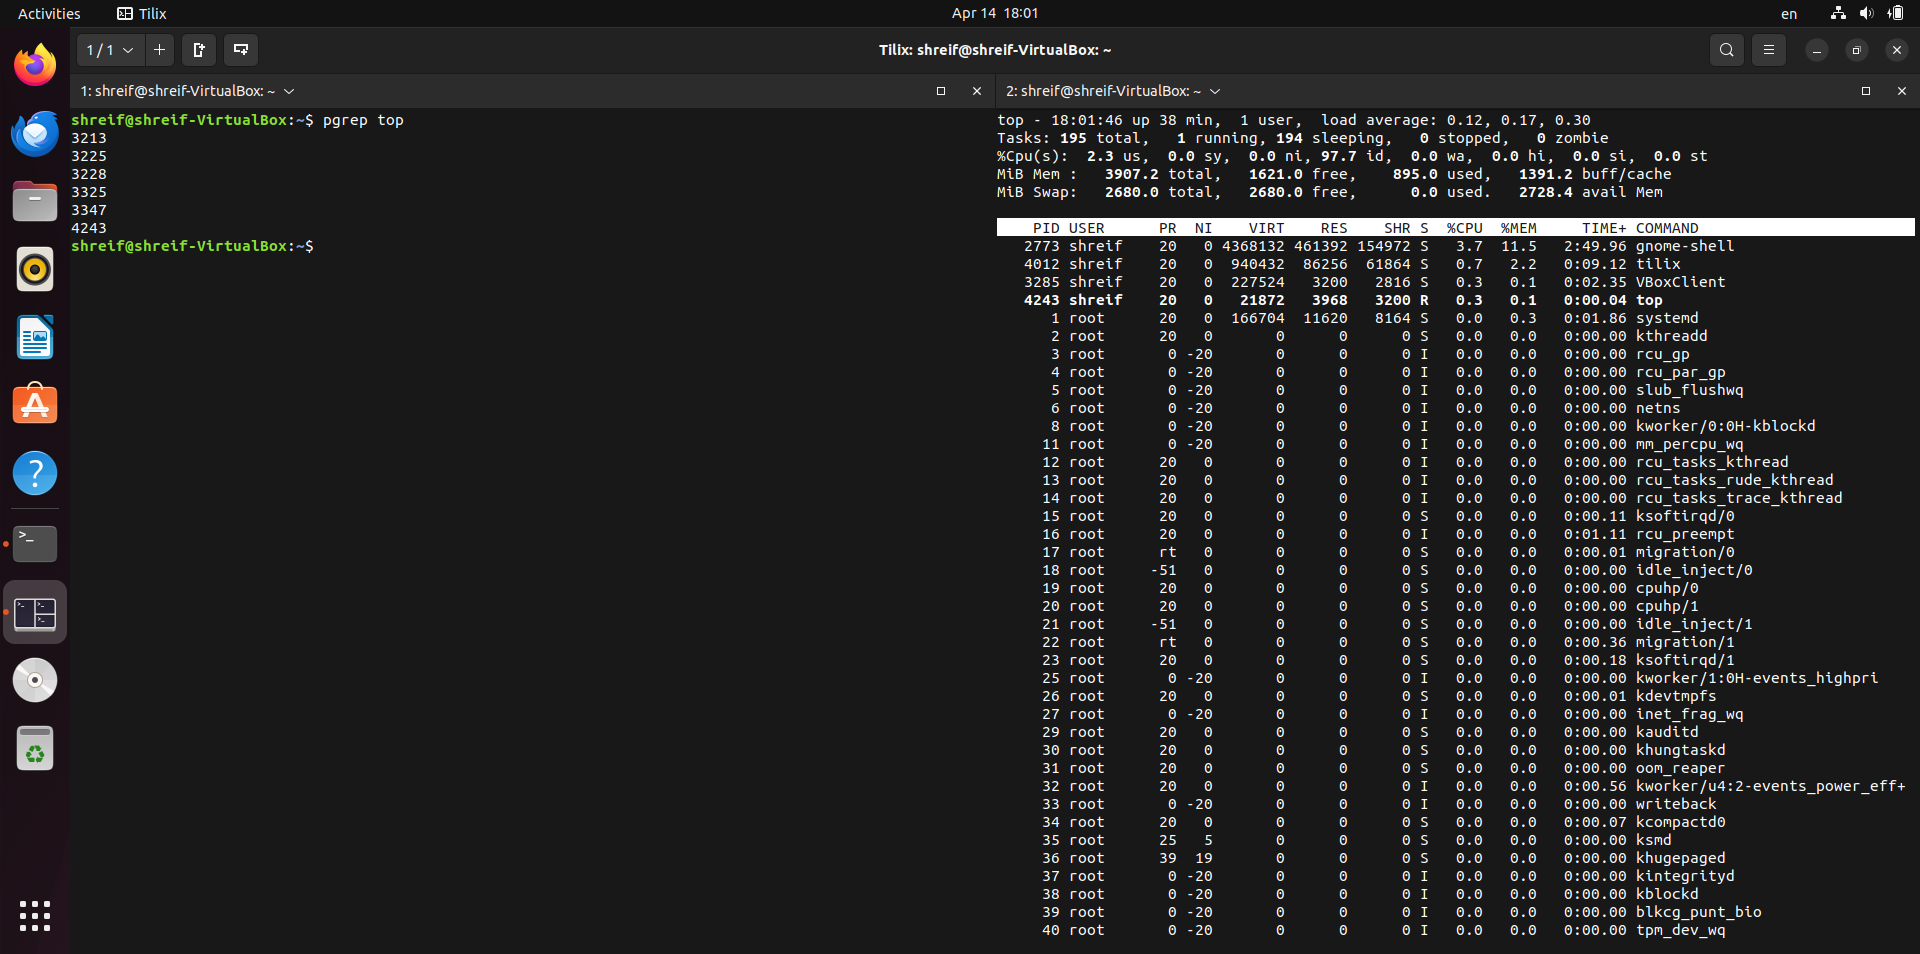 Activities Tilix Apr 14 18:01 en
1 / 1 Tilix: shreif@shreif-VirtualBox: ~
1: shreif@shreif-VirtualBox: ~
shreif@shreif-VirtualBox:~$ pgrep top
3213
3225
3228
3325
3347
4243
shreif@shreif-VirtualBox:~$
2: shreif@shreif-VirtualBox: ~
top - 18:01:46 up 38 min,  1 user,  load average: 0.12, 0.17, 0.30
Tasks: 195 total,   1 running, 194 sleeping,   0 stopped,   0 zombie
%Cpu(s):  2.3 us,  0.0 sy,  0.0 ni, 97.7 id,  0.0 wa,  0.0 hi,  0.0 si,  0.0 st
MiB Mem :   3907.2 total,   1621.0 free,    895.0 used,   1391.2 buff/cache
MiB Swap:   2680.0 total,   2680.0 free,      0.0 used.   2728.4 avail Mem
PID USER PR NI VIRT RES SHR S %CPU %MEM TIME+ COMMAND
2773 shreif 20 0 4368132 461392 154972 S 3.7 11.5 2:49.96 gnome-shell
4012 shreif 20 0 940432 86256 61864 S 0.7 2.2 0:09.12 tilix
3285 shreif 20 0 227524 3200 2816 S 0.3 0.1 0:02.35 VBoxClient
4243 shreif 20 0 21872 3968 3200 R 0.3 0.1 0:00.04 top
1 root 20 0 166704 11620 8164 S 0.0 0.3 0:01.86 systemd
2 root 20 0 0 0 0 S 0.0 0.0 0:00.00 kthreadd
3 root 0 -20 0 0 0 I 0.0 0.0 0:00.00 rcu_gp
4 root 0 -20 0 0 0 I 0.0 0.0 0:00.00 rcu_par_gp
5 root 0 -20 0 0 0 I 0.0 0.0 0:00.00 slub_flushwq
6 root 0 -20 0 0 0 I 0.0 0.0 0:00.00 netns
8 root 0 -20 0 0 0 I 0.0 0.0 0:00.00 kworker/0:0H-kblockd
11 root 0 -20 0 0 0 I 0.0 0.0 0:00.00 mm_percpu_wq
12 root 20 0 0 0 0 I 0.0 0.0 0:00.00 rcu_tasks_kthread
13 root 20 0 0 0 0 I 0.0 0.0 0:00.00 rcu_tasks_rude_kthread
14 root 20 0 0 0 0 I 0.0 0.0 0:00.00 rcu_tasks_trace_kthread
15 root 20 0 0 0 0 S 0.0 0.0 0:00.11 ksoftirqd/0
16 root 20 0 0 0 0 I 0.0 0.0 0:01.11 rcu_preempt
17 root rt 0 0 0 0 S 0.0 0.0 0:00.01 migration/0
18 root -51 0 0 0 0 S 0.0 0.0 0:00.00 idle_inject/0
19 root 20 0 0 0 0 S 0.0 0.0 0:00.00 cpuhp/0
20 root 20 0 0 0 0 S 0.0 0.0 0:00.00 cpuhp/1
21 root -51 0 0 0 0 S 0.0 0.0 0:00.00 idle_inject/1
22 root rt 0 0 0 0 S 0.0 0.0 0:00.36 migration/1
23 root 20 0 0 0 0 S 0.0 0.0 0:00.18 ksoftirqd/1
25 root 0 -20 0 0 0 I 0.0 0.0 0:00.00 kworker/1:0H-events_highpri
26 root 20 0 0 0 0 S 0.0 0.0 0:00.01 kdevtmpfs
27 root 0 -20 0 0 0 I 0.0 0.0 0:00.00 inet_frag_wq
29 root 20 0 0 0 0 S 0.0 0.0 0:00.00 kauditd
30 root 20 0 0 0 0 S 0.0 0.0 0:00.00 khungtaskd
31 root 20 0 0 0 0 S 0.0 0.0 0:00.00 oom_reaper
32 root 20 0 0 0 0 I 0.0 0.0 0:00.56 kworker/u4:2-events_power_eff+
33 root 0 -20 0 0 0 I 0.0 0.0 0:00.00 writeback
34 root 20 0 0 0 0 S 0.0 0.0 0:00.07 kcompactd0
35 root 25 5 0 0 0 S 0.0 0.0 0:00.00 ksmd
36 root 39 19 0 0 0 S 0.0 0.0 0:00.00 khugepaged
37 root 0 -20 0 0 0 I 0.0 0.0 0:00.00 kintegrityd
38 root 0 -20 0 0 0 I 0.0 0.0 0:00.00 kblockd
39 root 0 -20 0 0 0 I 0.0 0.0 0:00.00 blkcg_punt_bio
40 root 0 -20 0 0 0 I 0.0 0.0 0:00.00 tpm_dev_wq